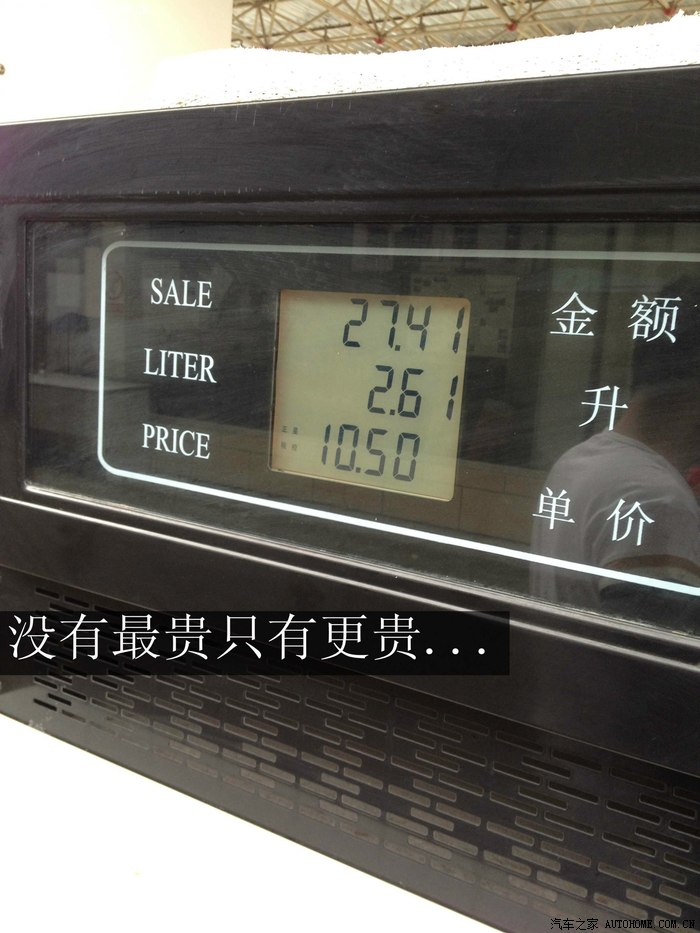 SALE 27.41 金额
LITER 2.61 升
PRICE 10.50 单价
没有最贵只有更贵...
汽车之家 AUTOHOME.COM.CN